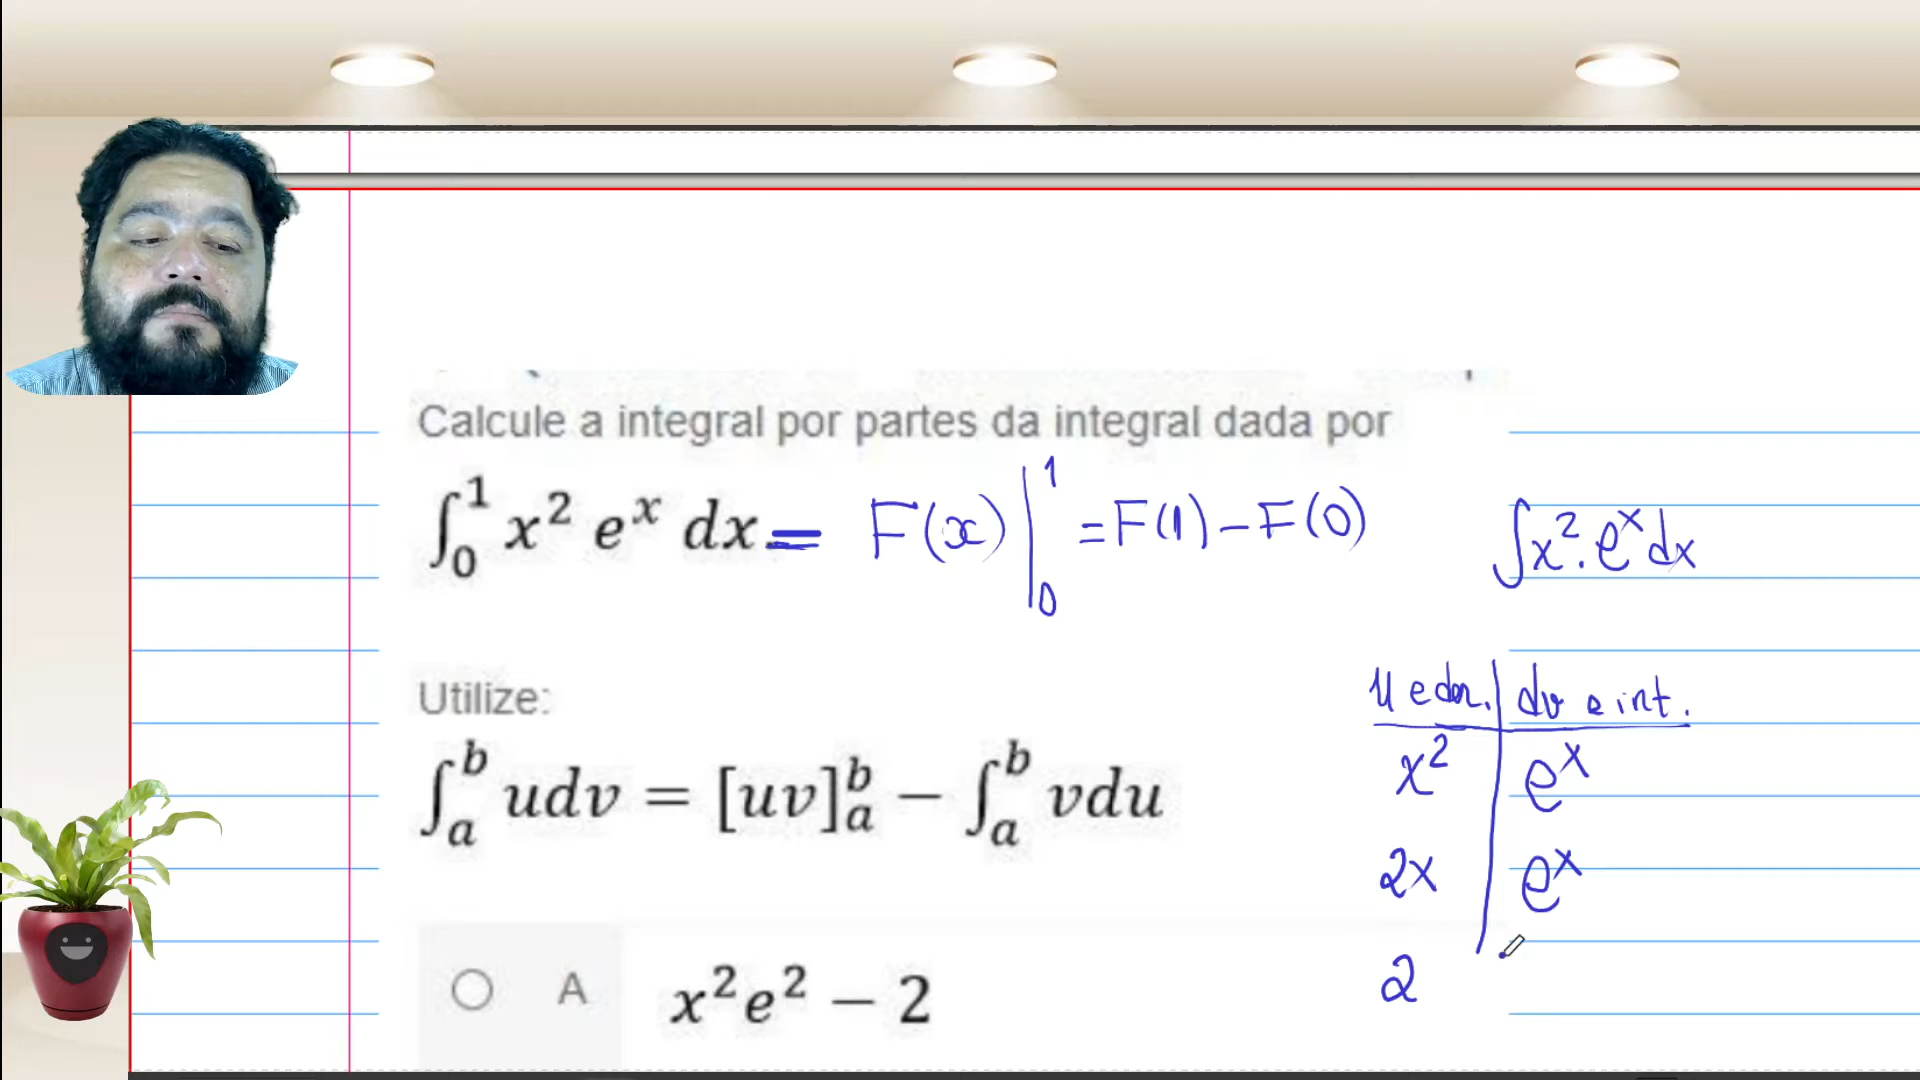 Calcule a integral por partes da integral dada por
∫₀¹ x² eˣ dx = F(x) |₀¹ = F(1) - F(0)
∫x².eˣdx
Utilize:
∫ₐᵇ udv = [uv]ₐᵇ − ∫ₐᵇ vdu
u e der. | dv e int.
x² | eˣ
2x | eˣ
2
A x²e² − 2